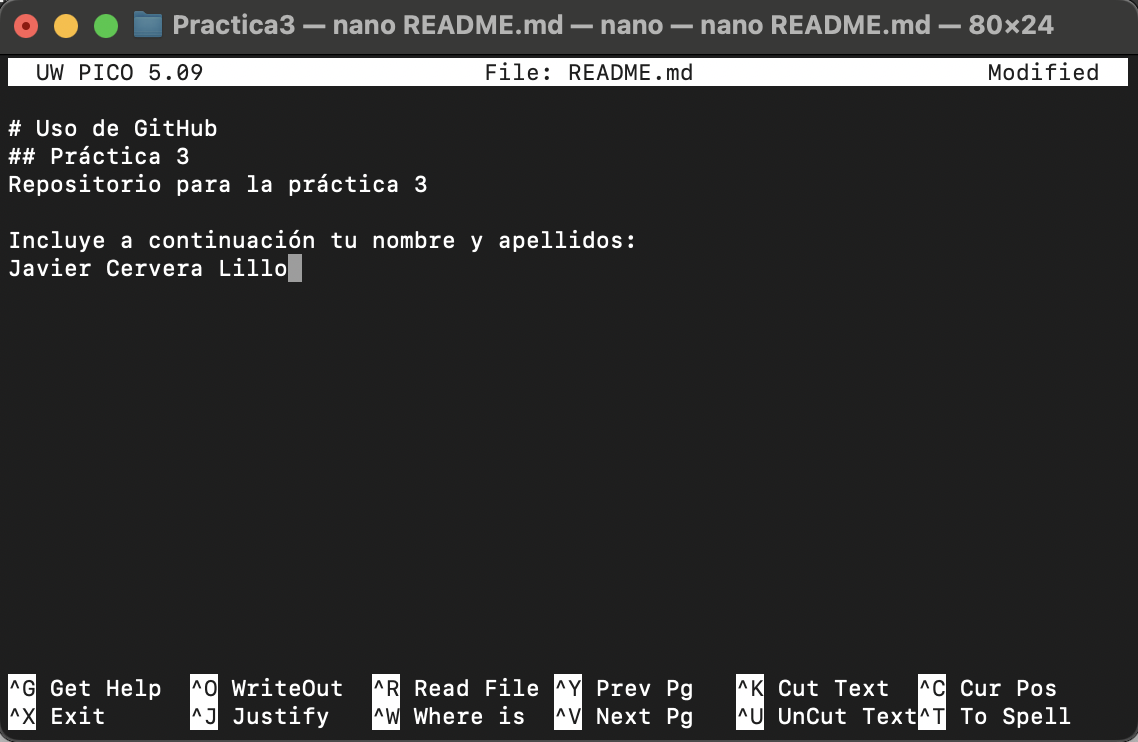 Practica3 — nano README.md — nano — nano README.md — 80×24
UW PICO 5.09 File: README.md Modified
# Uso de GitHub
## Práctica 3
Repositorio para la práctica 3
Incluye a continuación tu nombre y apellidos:
Javier Cervera Lillo
^G Get Help ^O WriteOut ^R Read File ^Y Prev Pg ^K Cut Text ^C Cur Pos
^X Exit ^J Justify ^W Where is ^V Next Pg ^U UnCut Text ^T To Spell